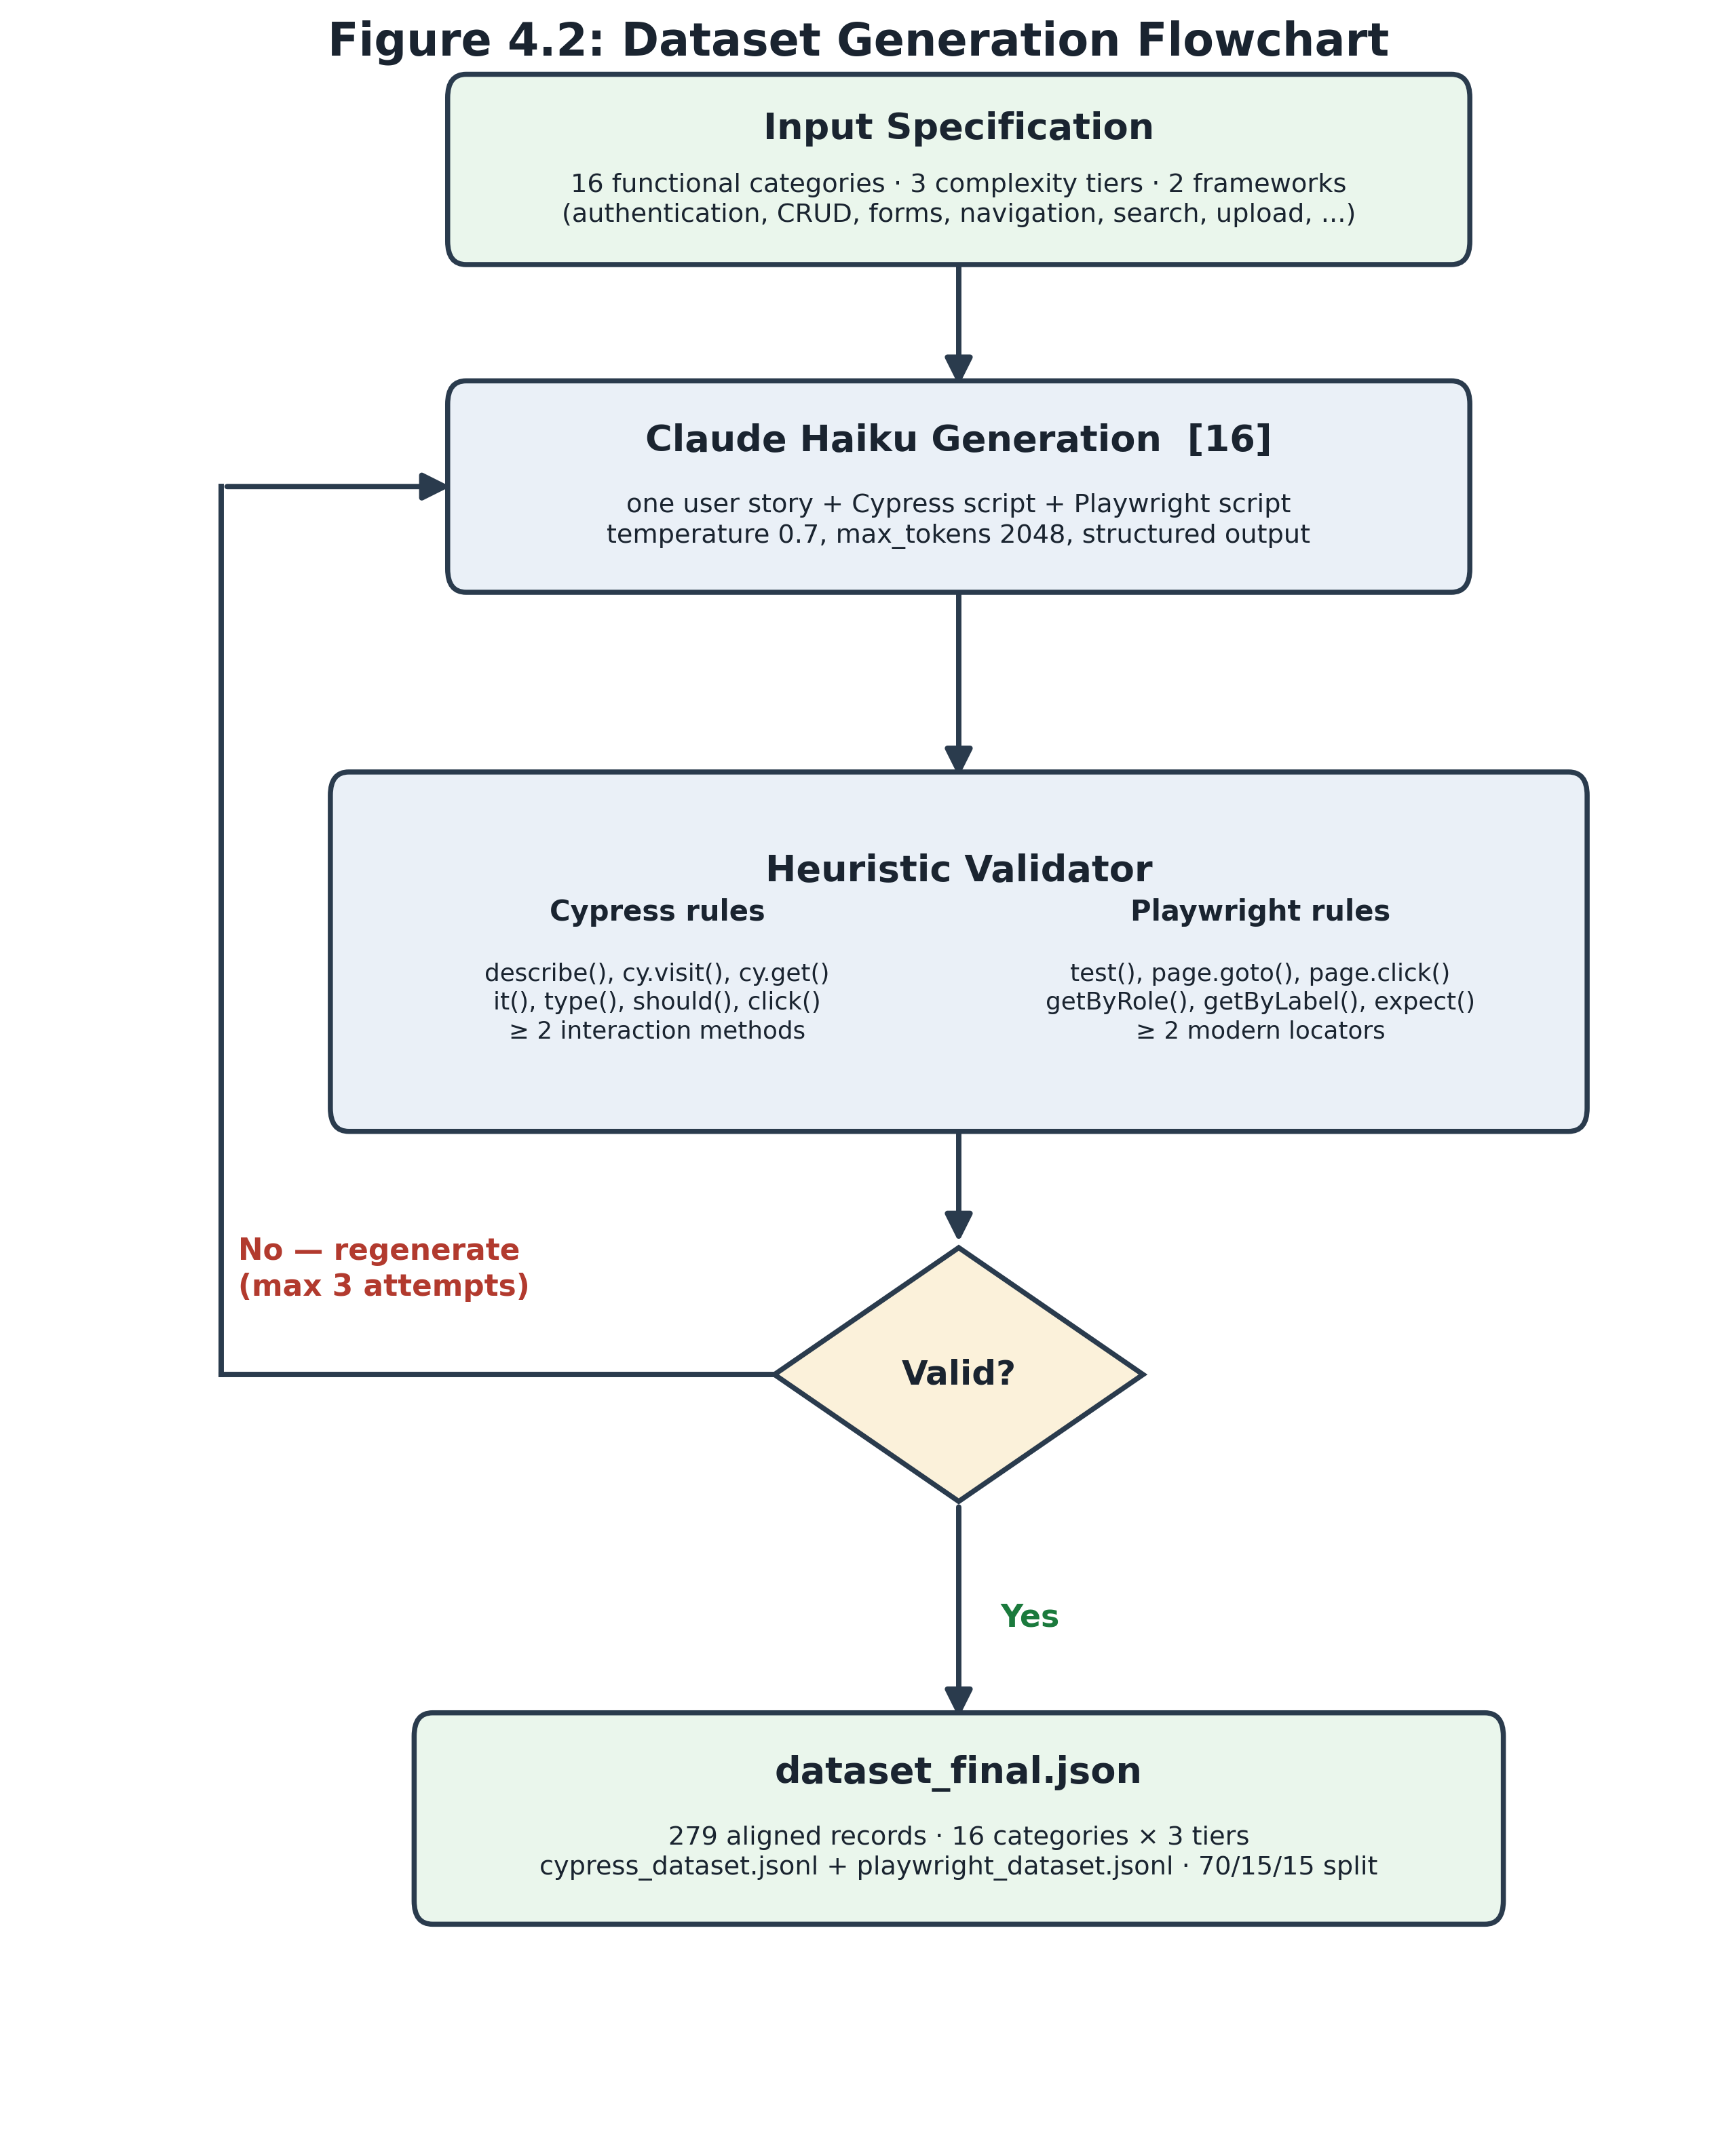 Figure 4.2: Dataset Generation Flowchart
Input Specification
16 functional categories · 3 complexity tiers · 2 frameworks
(authentication, CRUD, forms, navigation, search, upload, ...)
Claude Haiku Generation  [16]
one user story + Cypress script + Playwright script
temperature 0.7, max_tokens 2048, structured output
Heuristic Validator
Cypress rules
describe(), cy.visit(), cy.get()
it(), type(), should(), click()
≥ 2 interaction methods
Playwright rules
test(), page.goto(), page.click()
getByRole(), getByLabel(), expect()
≥ 2 modern locators
No — regenerate
(max 3 attempts)
Valid?
Yes
dataset_final.json
279 aligned records · 16 categories × 3 tiers
cypress_dataset.jsonl + playwright_dataset.jsonl · 70/15/15 split